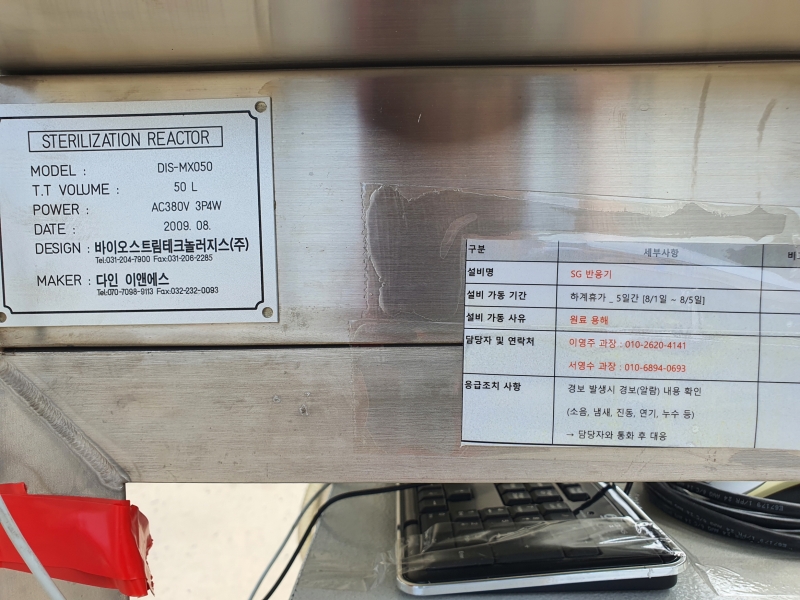 STERILIZATION REACTOR
MODEL : DIS-MX050
T.T VOLUME : 50 L
POWER : AC380V 3P4W
DATE : 2009. 08.
DESIGN : 바이오스트림테크놀러지스(주)
Tel:031-204-7900 Fax:031-206-2285
MAKER : 다인 이앤에스
Tel:070-7098-9113 Fax:032-232-0093
구분 세부사항
설비명 SG 반응기
설비 가동 기간 하계휴가 _ 5일간 [8/1일 ~ 8/5일]
설비 가동 사유 원료 용해
담당자 및 연락처 이영주 과장 : 010-2620-4141
서영수 과장 : 010-6894-0693
응급조치 사항 경보 발생시 경보(알람) 내용 확인
(소음, 냄새, 진동, 연기, 누수 등)
→ 담당자와 통화 후 대응